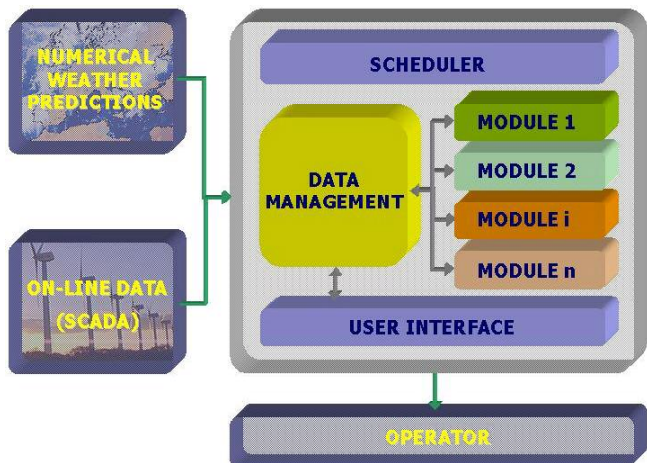 NUMERICAL
WEATHER
PREDICTIONS
ON-LINE DATA
(SCADA)
SCHEDULER
DATA
MANAGEMENT
MODULE 1
MODULE 2
MODULE i
MODULE n
USER INTERFACE
OPERATOR